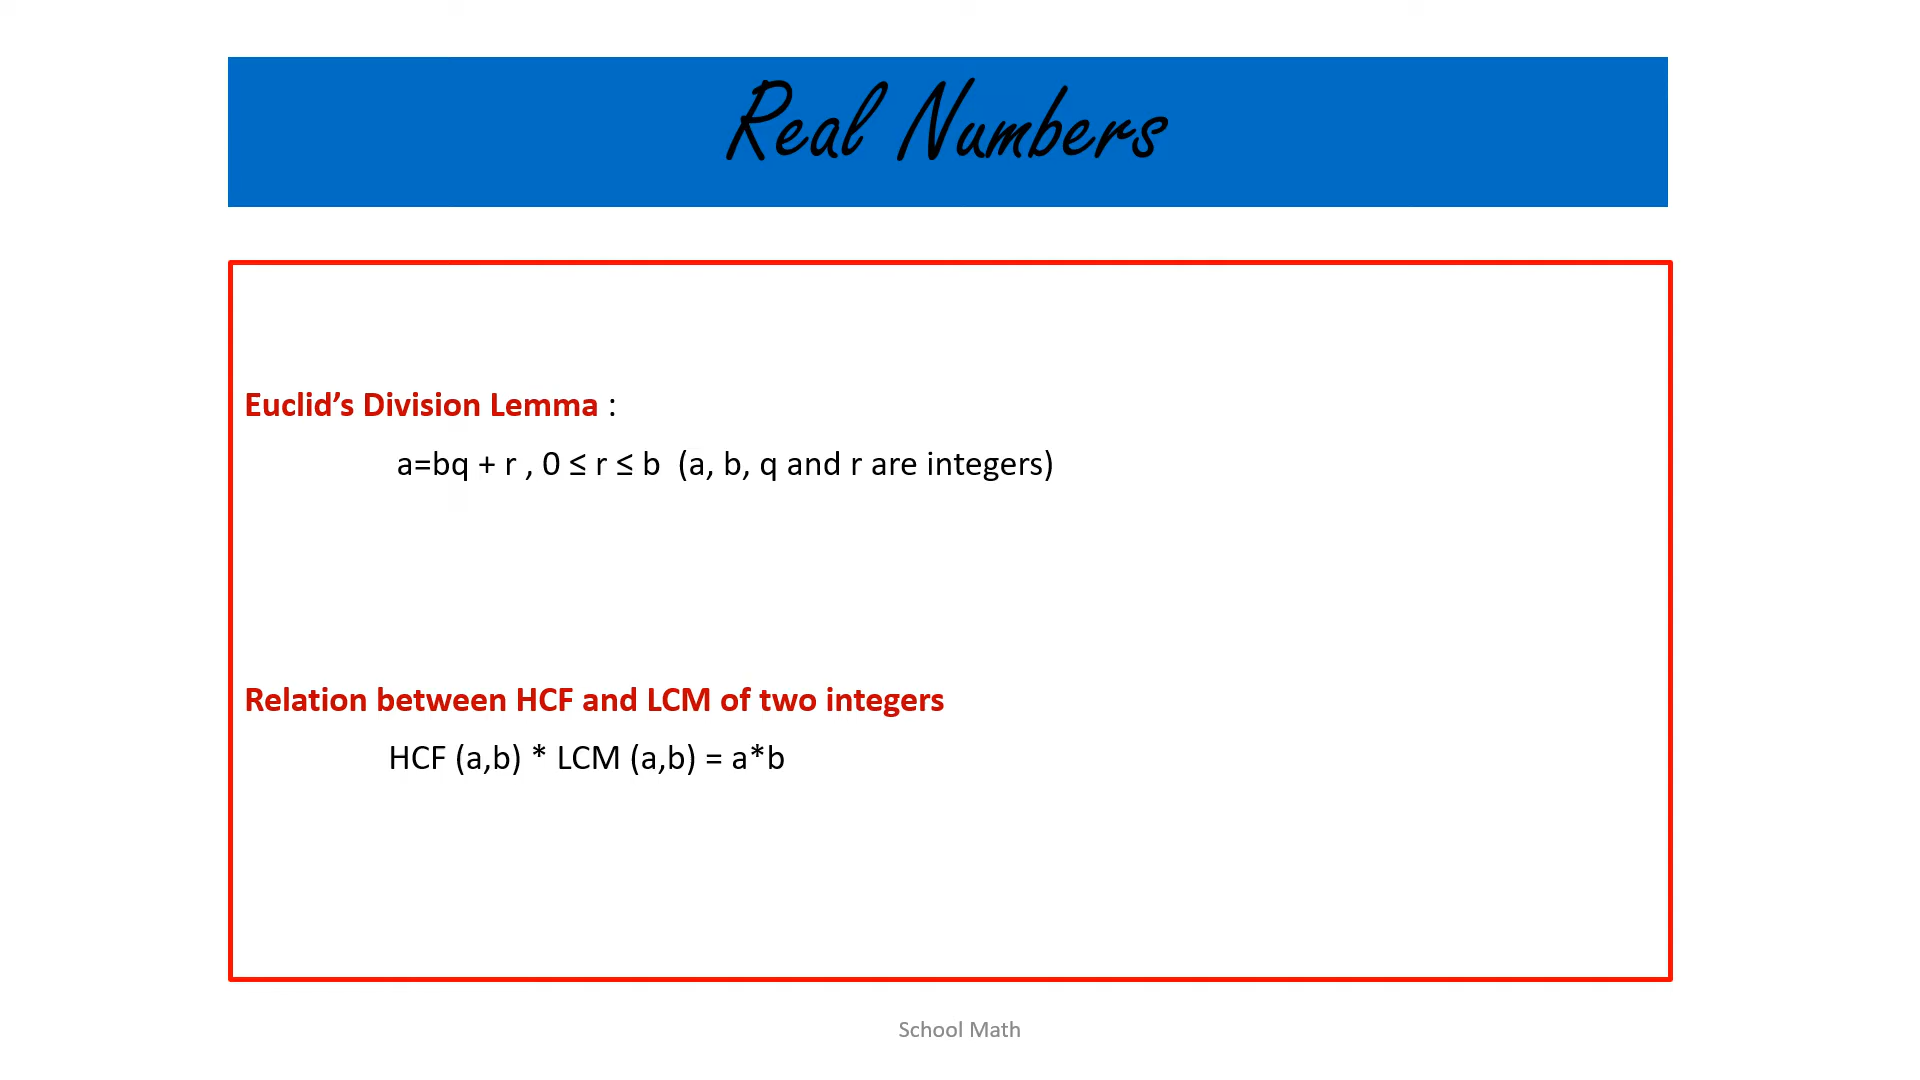 Real Numbers
Euclid’s Division Lemma :
a=bq + r , 0 ≤ r ≤ b  (a, b, q and r are integers)
Relation between HCF and LCM of two integers
HCF (a,b) * LCM (a,b) = a*b
School Math